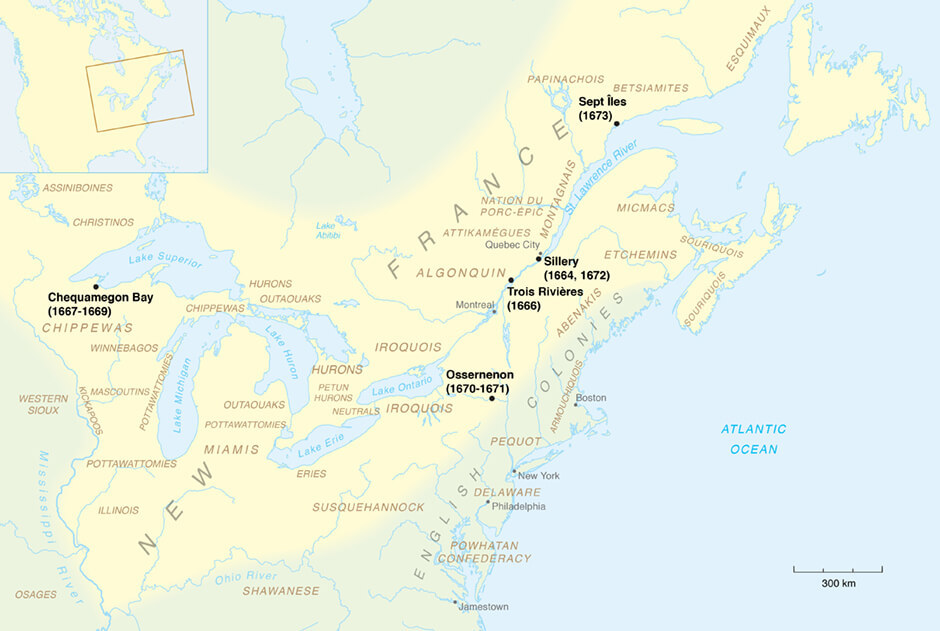 ESQUIMAUX
PAPINACHOIS
BETSIAMITES
Sept Îles
(1673)
ASSINIBOINES
CHRISTINOS
Lake
Abitibi
NATION DU
PORC-ÉPIC
MONTAGNAIS
St. Lawrence River
MICMACS
ATTIKAMÉGUES
Quebec City
NEW FRANCE
Lake Superior
ALGONQUIN
Sillery
(1664, 1672)
ETCHEMINS
SOURIQUOIS
SOURIQUOIS
Trois Rivières
(1666)
HURONS
OUTAOUAKS
Chequamegon Bay
(1667-1669)
CHIPPEWAS
CHIPPEWAS
Montreal
ABENAKIS
WINNEBAGOS
Lake Huron
Lake Michigan
IROQUOIS
HURONS
Ossernenon
(1670-1671)
ENGLISH COLONIES
POTTAWATTOMIES
MASCOUTINS
KICKAPOOS
PETUN
HURONS
Lake Ontario
ARMOUCHIQUOIS
Boston
WESTERN
SIOUX
OUTAOUAKS
NEUTRALS
IROQUOIS
POTTAWATTOMIES
Lake Erie
PEQUOT
ATLANTIC
OCEAN
MIAMIS
POTTAWATTOMIES
ERIES
New York
Mississippi River
ILLINOIS
SUSQUEHANNOCK
DELAWARE
Philadelphia
POWHATAN
CONFEDERACY
Ohio River
OSAGES
SHAWANESE
Jamestown
300 km